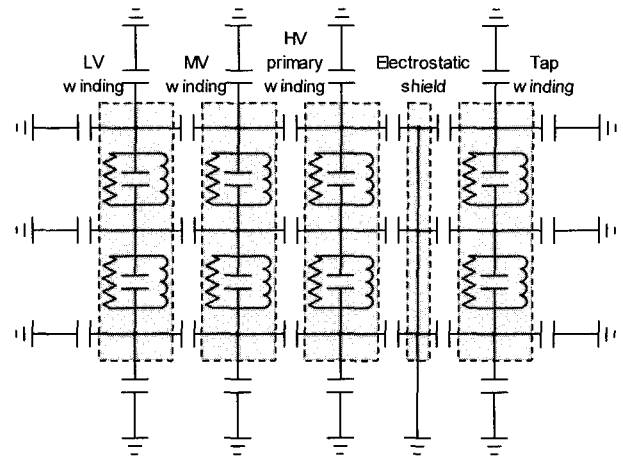 LV
winding
MV
winding
HV
primary
winding
Electrostatic
shield
Tap
winding